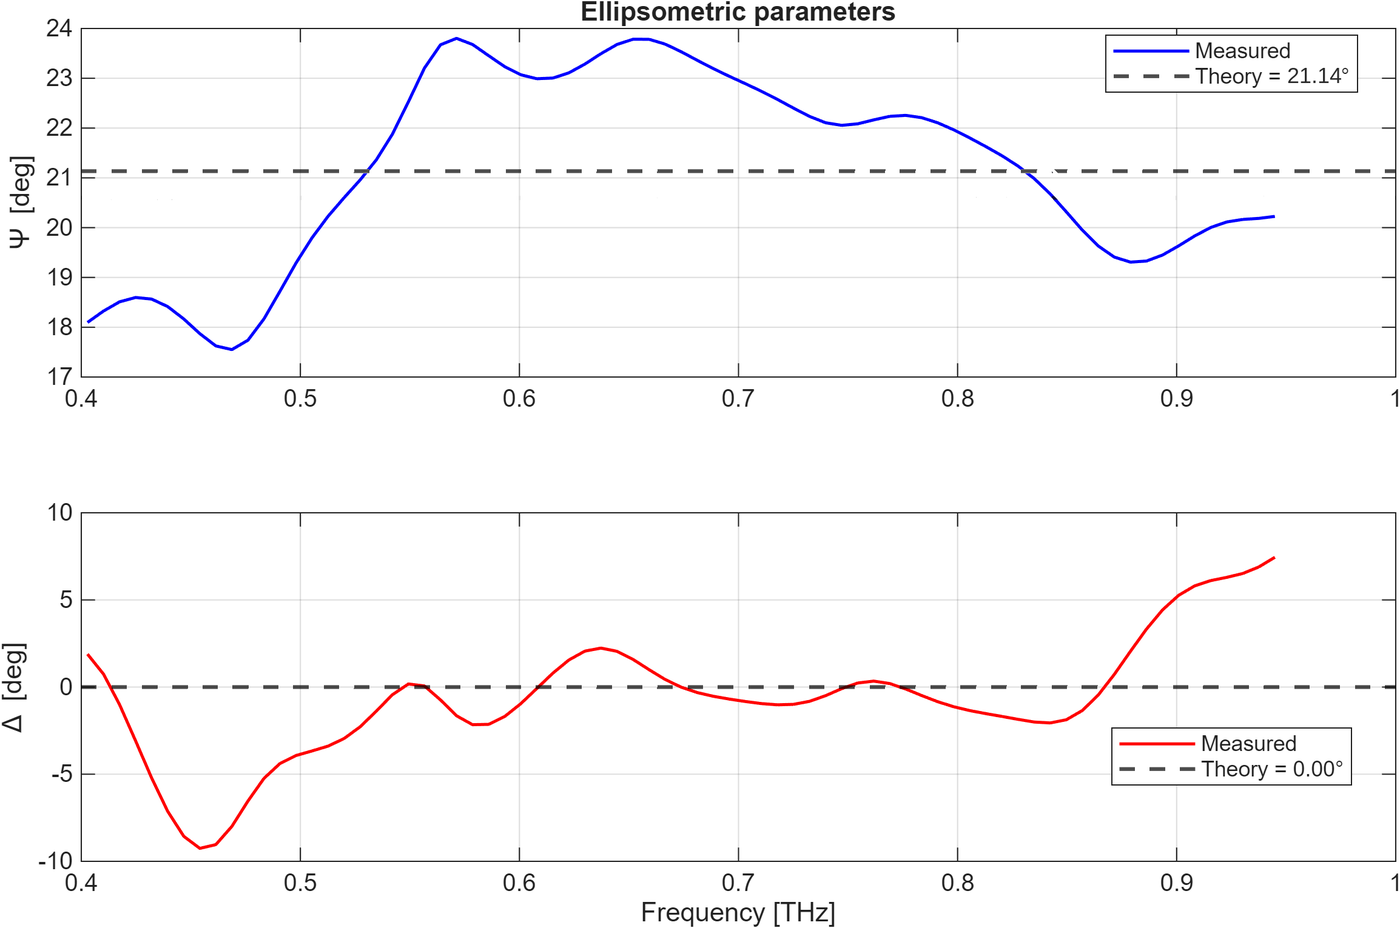 Ellipsometric parameters
24
23
22
21
20
19
18
17
Ψ [deg]
Measured
Theory = 21.14°
0.4 0.5 0.6 0.7 0.8 0.9 1
10
5
0
-5
-10
Δ [deg]
Measured
Theory = 0.00°
0.4 0.5 0.6 0.7 0.8 0.9 1
Frequency [THz]